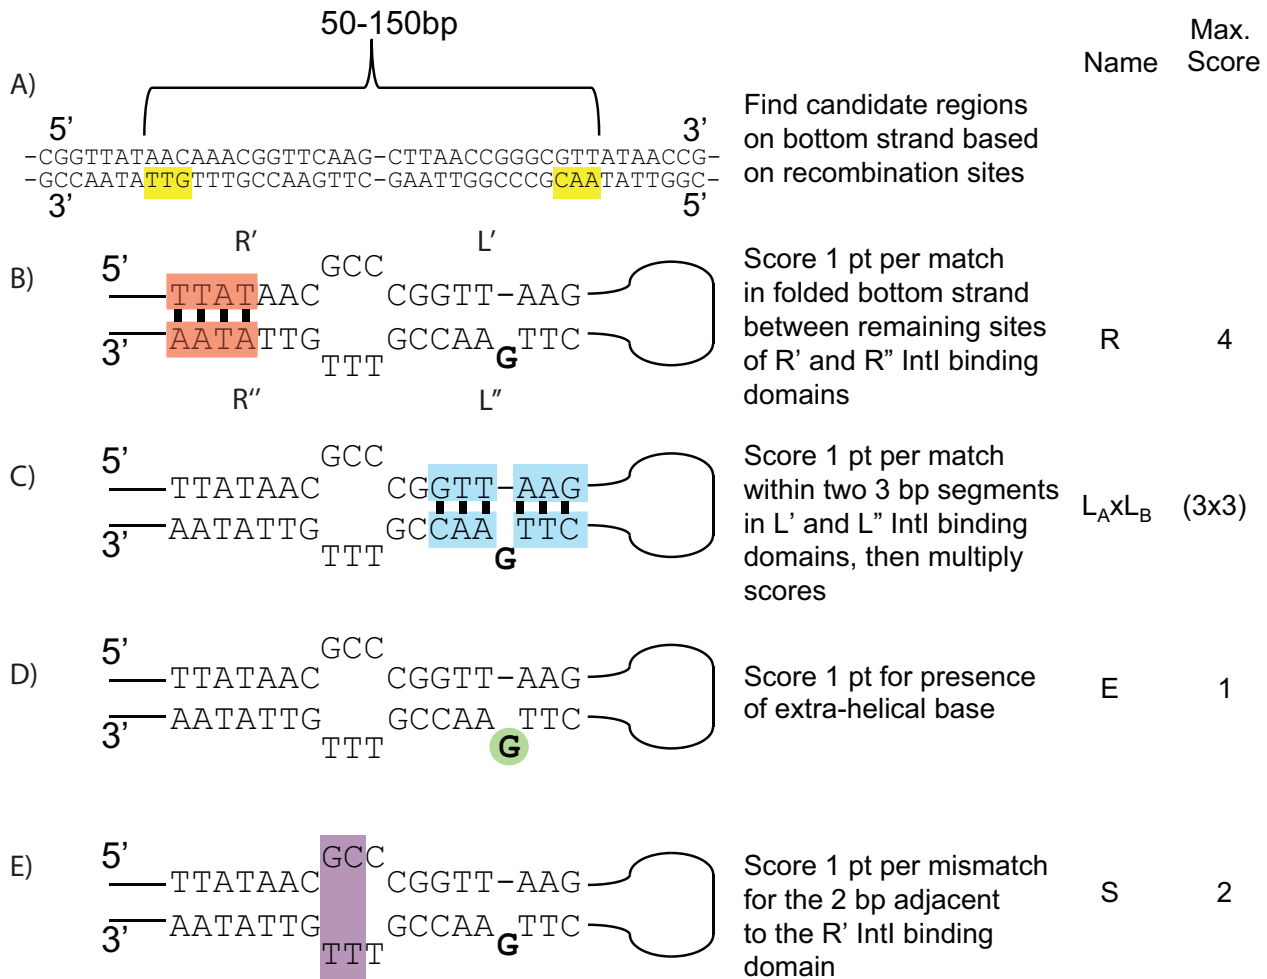 50-150bp
Name
Max.
Score
A)
5’
3’
-CGGTTATAACAAACGGTTCAAG-CTTAACCGGGCGTTATAACCG-
-GCCAATATTGTTTGCCAAGTTC-GAATTGGCCCGCAATATTGGC-
3’
5’
Find candidate regions
on bottom strand based
on recombination sites
B)
R’
L’
5’
GCC
TTATAAC
CGGTT-AAG
AATATTG
GCCAA
G
TTC
3’
TTT
R’’
L’’
Score 1 pt per match
in folded bottom strand
between remaining sites
of R’ and R” IntI binding
domains
R
4
C)
5’
GCC
TTATAAC
CGGTT-AAG
AATATTG
GCCAA
G
TTC
3’
TTT
Score 1 pt per match
within two 3 bp segments
in L’ and L” IntI binding
domains, then multiply
scores
LAxLB
(3x3)
D)
5’
GCC
TTATAAC
CGGTT-AAG
AATATTG
GCCAA
G
TTC
3’
TTT
Score 1 pt for presence
of extra-helical base
E
1
E)
5’
GCC
TTATAAC
CGGTT-AAG
AATATTG
GCCAA
G
TTC
3’
TTT
Score 1 pt per mismatch
for the 2 bp adjacent
to the R’ IntI binding
domain
S
2